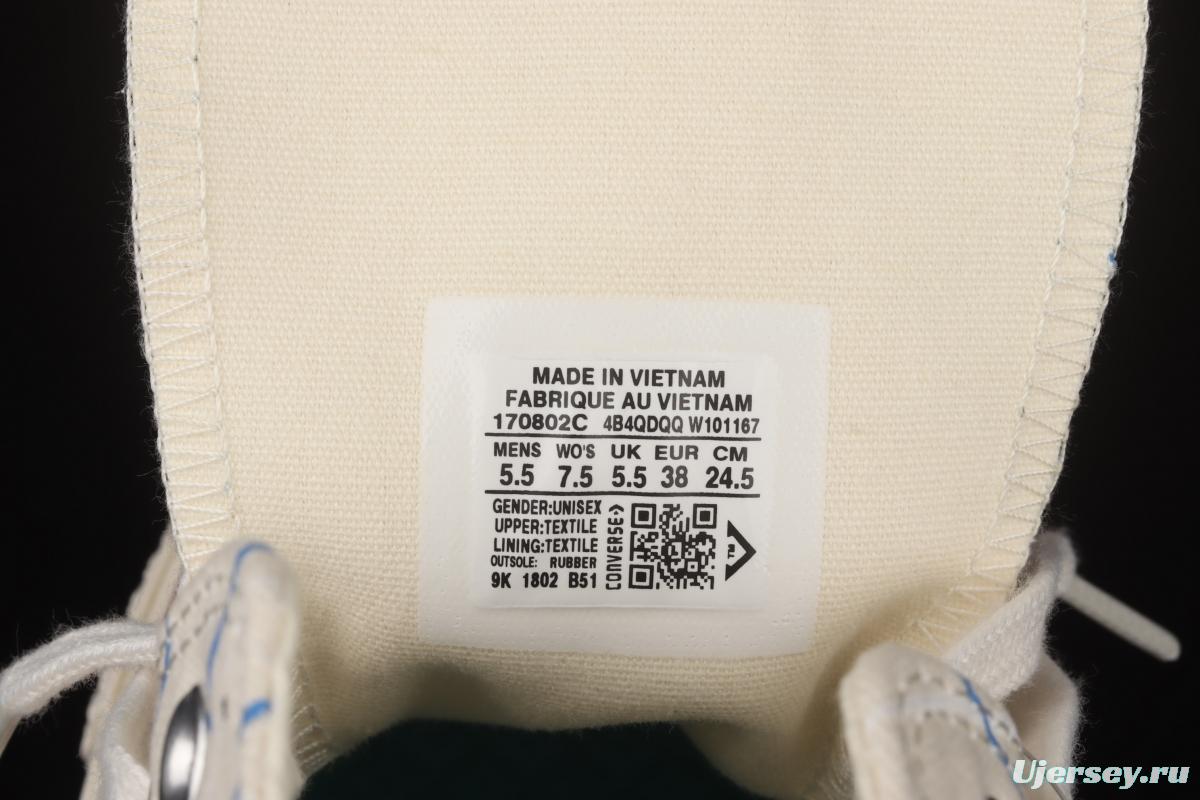 MADE IN VIETNAM
FABRIQUE AU VIETNAM
170802C 4B4QDQQ W101167
MENS WO'S UK EUR CM
5.5 7.5 5.5 38 24.5
GENDER:UNISEX
UPPER:TEXTILE
LINING:TEXTILE
OUTSOLE: RUBBER
9K 1802 B51
CONVERSE
TM
Ujersey.ru